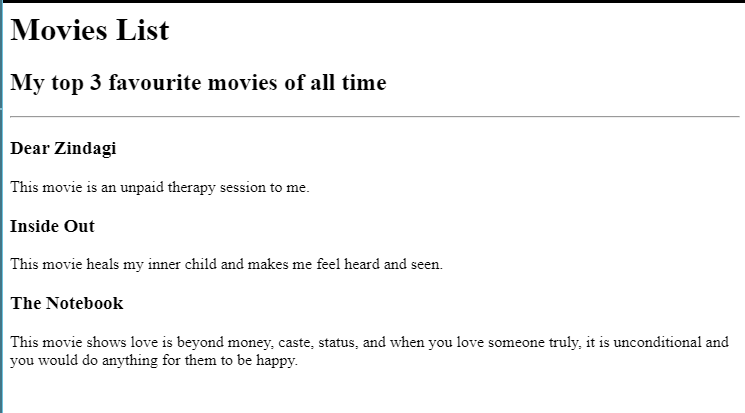 Movies List
My top 3 favourite movies of all time
Dear Zindagi
This movie is an unpaid therapy session to me.
Inside Out
This movie heals my inner child and makes me feel heard and seen.
The Notebook
This movie shows love is beyond money, caste, status, and when you love someone truly, it is unconditional and
you would do anything for them to be happy.